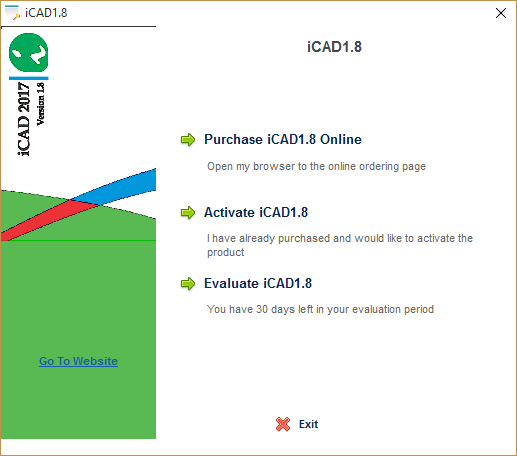 iCAD1.8
iCAD 2017
Version 1.8
iCAD1.8
Purchase iCAD1.8 Online
Open my browser to the online ordering page
Activate iCAD1.8
I have already purchased and would like to activate the
product
Evaluate iCAD1.8
You have 30 days left in your evaluation period
Go To Website
Exit